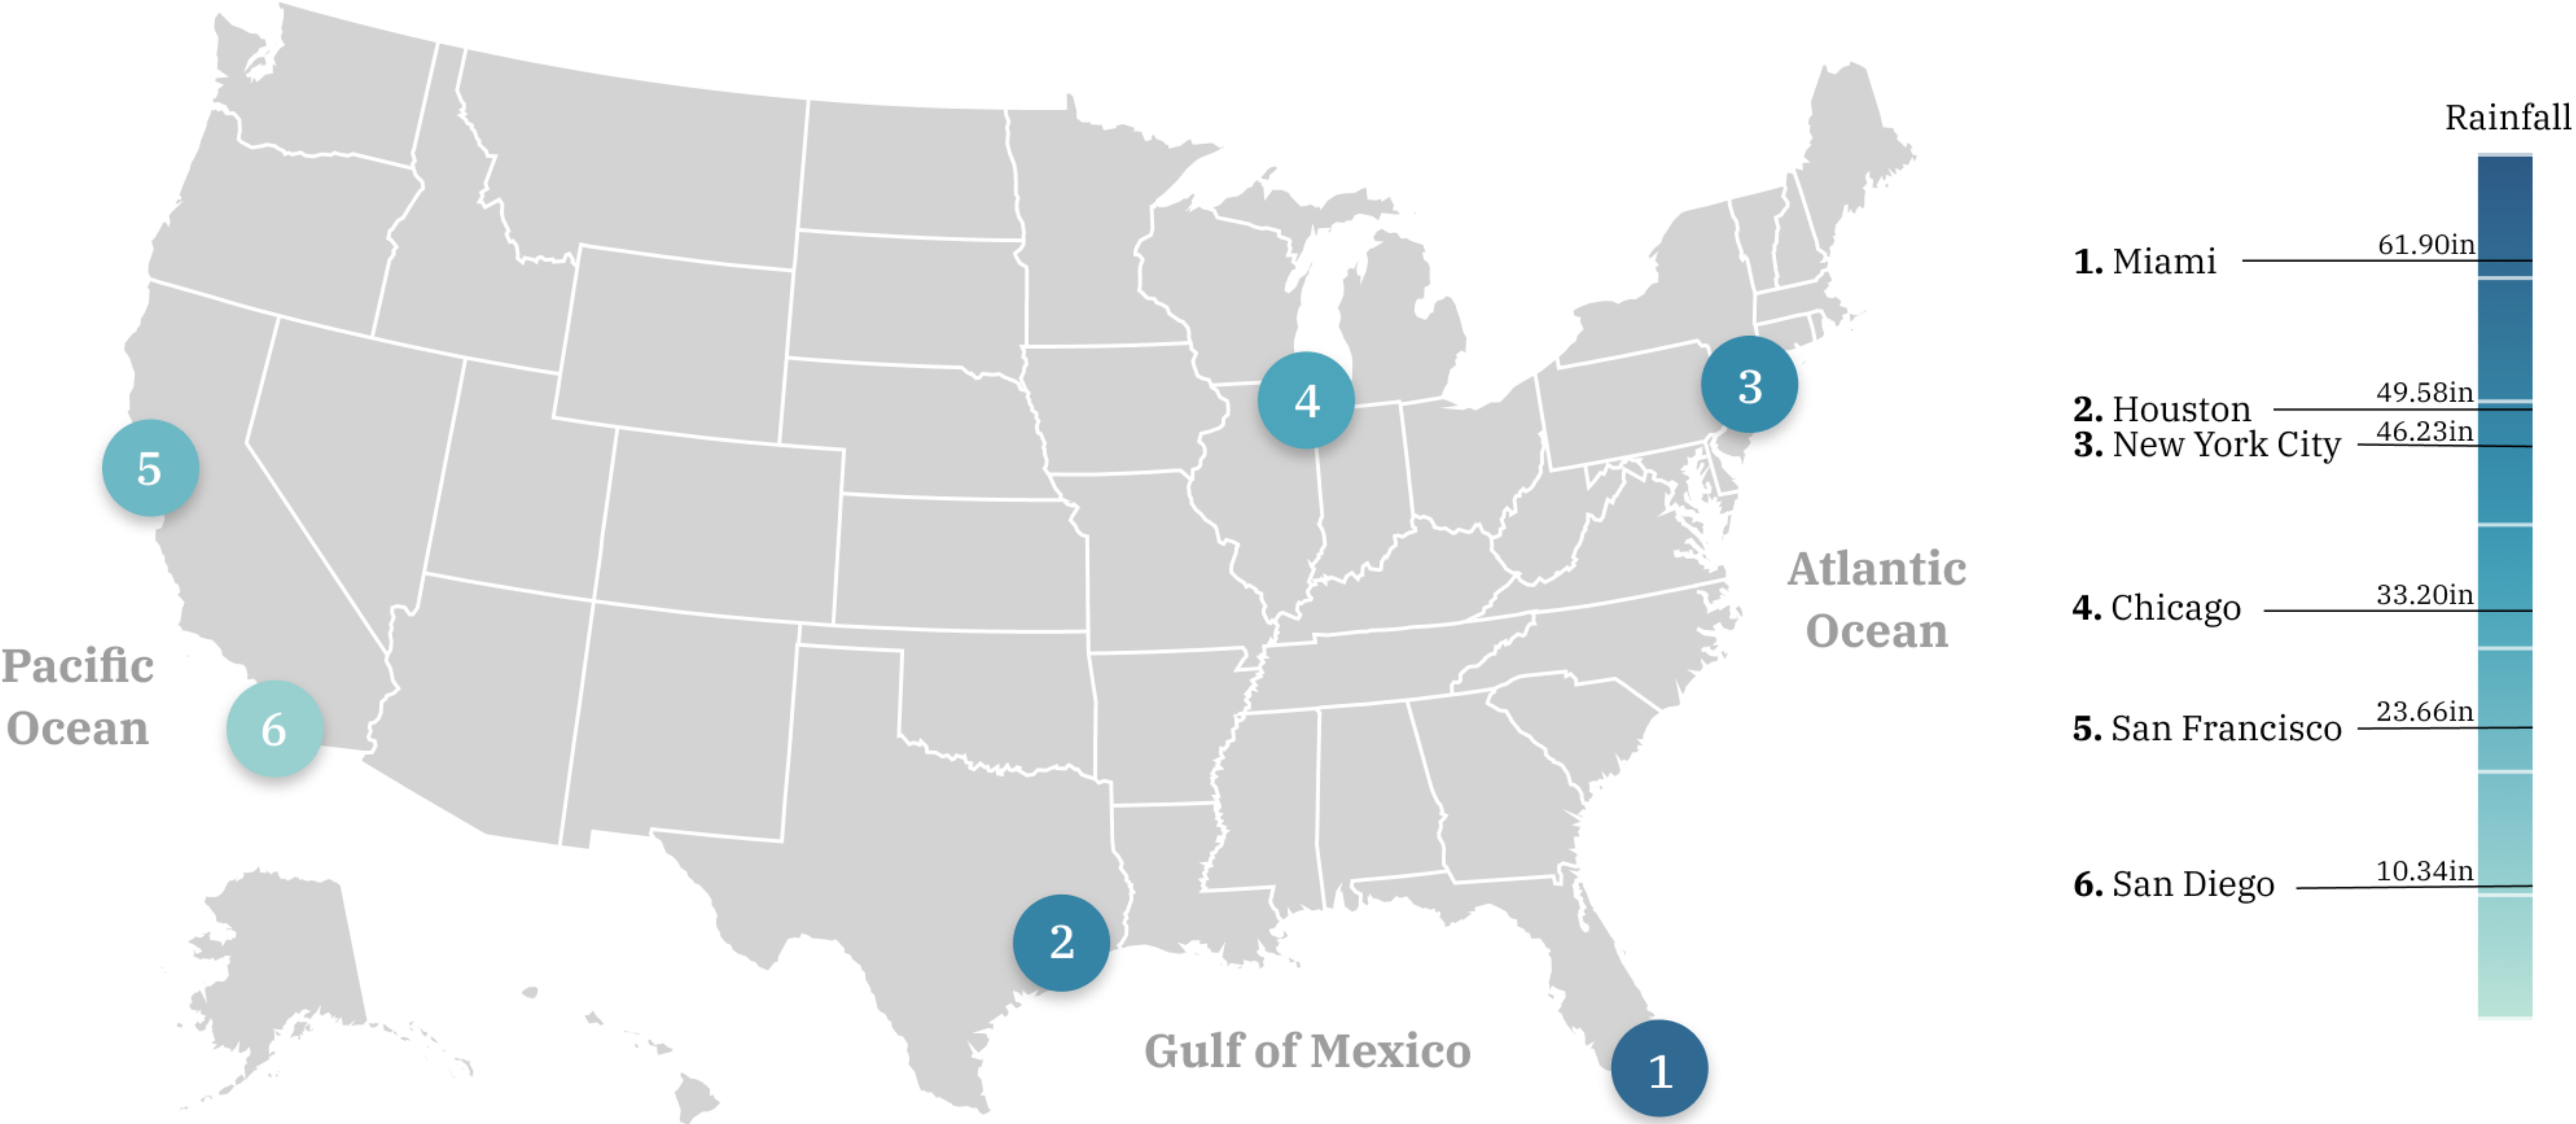 Rainfall
1. Miami 61.90in
2. Houston 49.58in
3. New York City 46.23in
4. Chicago 33.20in
5. San Francisco 23.66in
6. San Diego 10.34in
3
4
5
Atlantic
Ocean
Pacific
Ocean
6
2
Gulf of Mexico
1